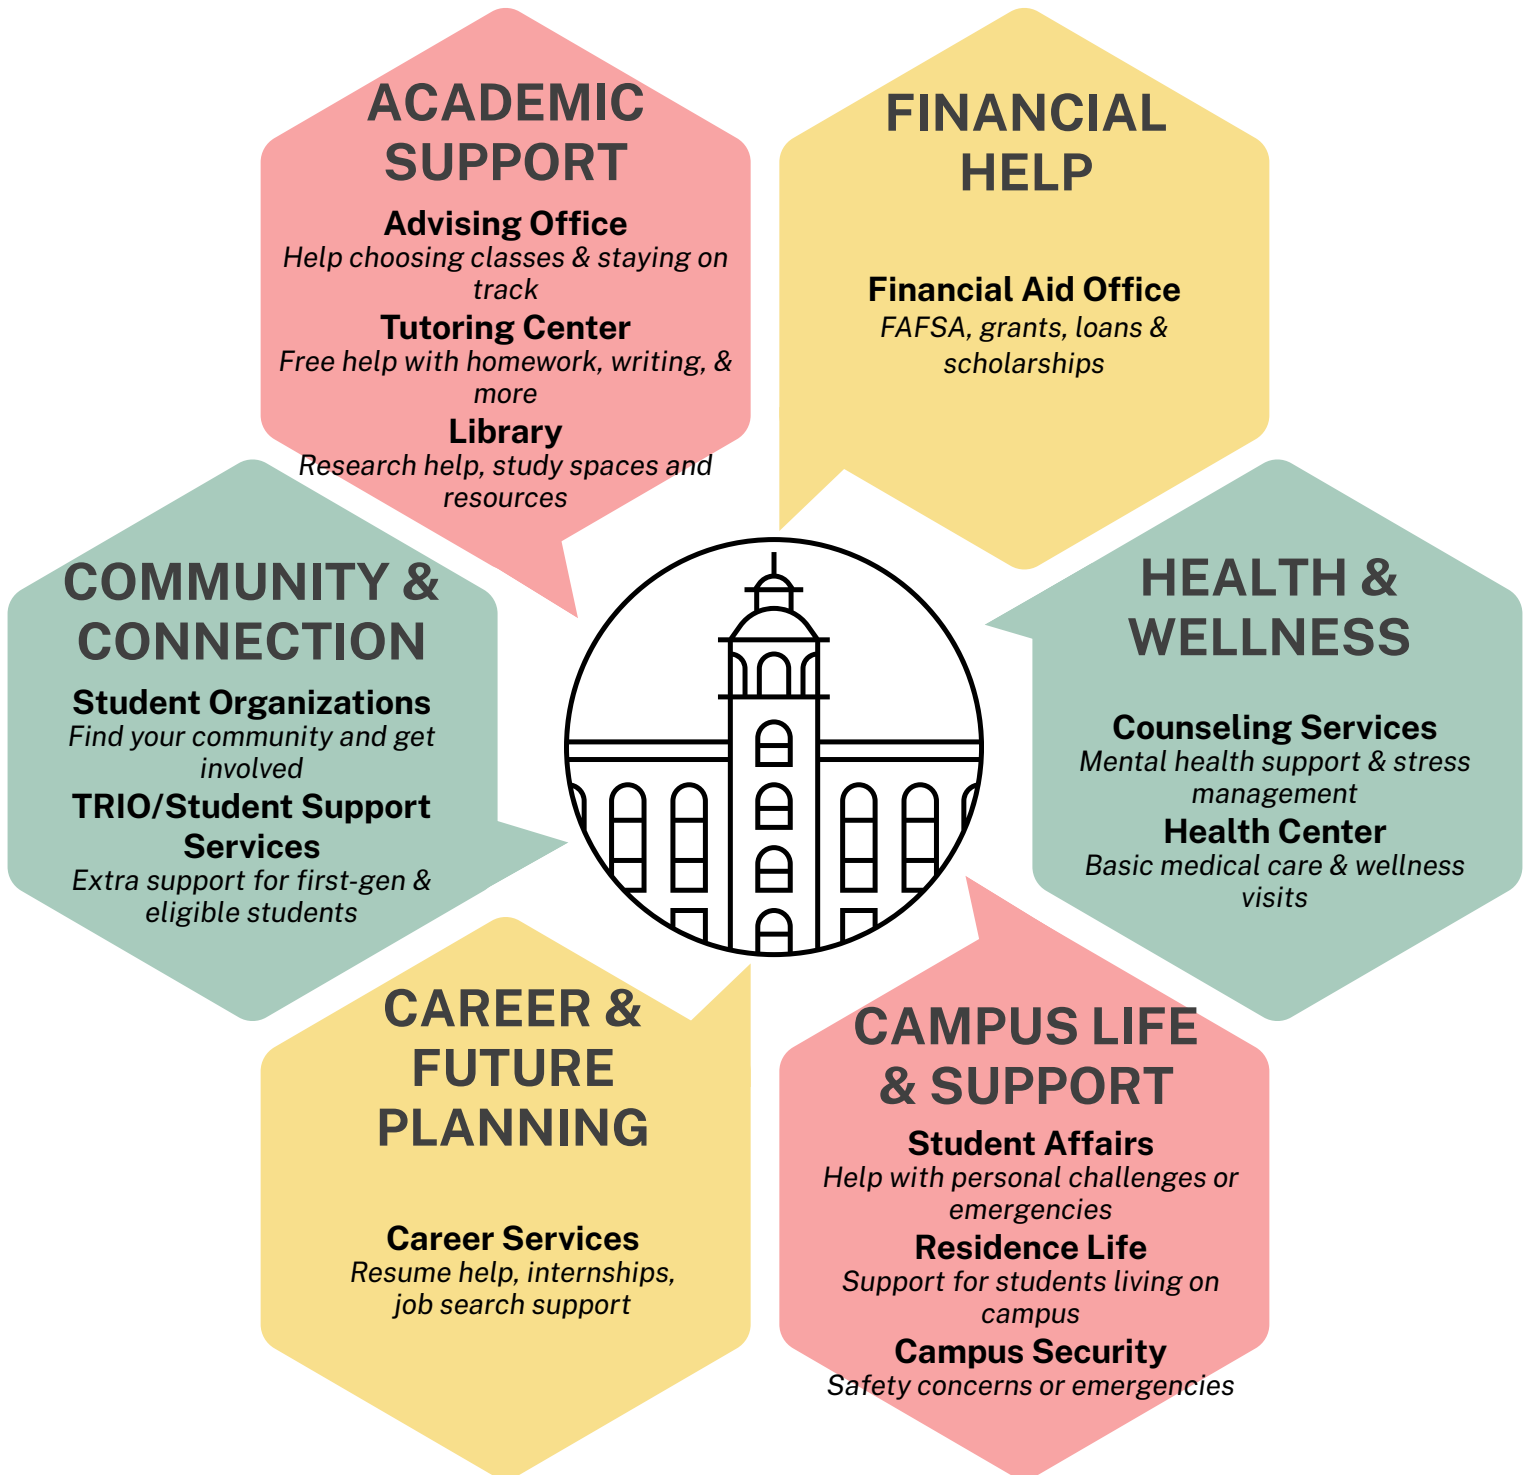 ACADEMIC
SUPPORT
Advising Office
Help choosing classes & staying on
track
Tutoring Center
Free help with homework, writing, &
more
Library
Research help, study spaces and
resources
FINANCIAL
HELP
Financial Aid Office
FAFSA, grants, loans &
scholarships
COMMUNITY &
CONNECTION
Student Organizations
Find your community and get
involved
TRIO/Student Support
Services
Extra support for first-gen &
eligible students
HEALTH &
WELLNESS
Counseling Services
Mental health support & stress
management
Health Center
Basic medical care & wellness
visits
CAREER &
FUTURE
PLANNING
Career Services
Resume help, internships,
job search support
CAMPUS LIFE
& SUPPORT
Student Affairs
Help with personal challenges or
emergencies
Residence Life
Support for students living on
campus
Campus Security
Safety concerns or emergencies